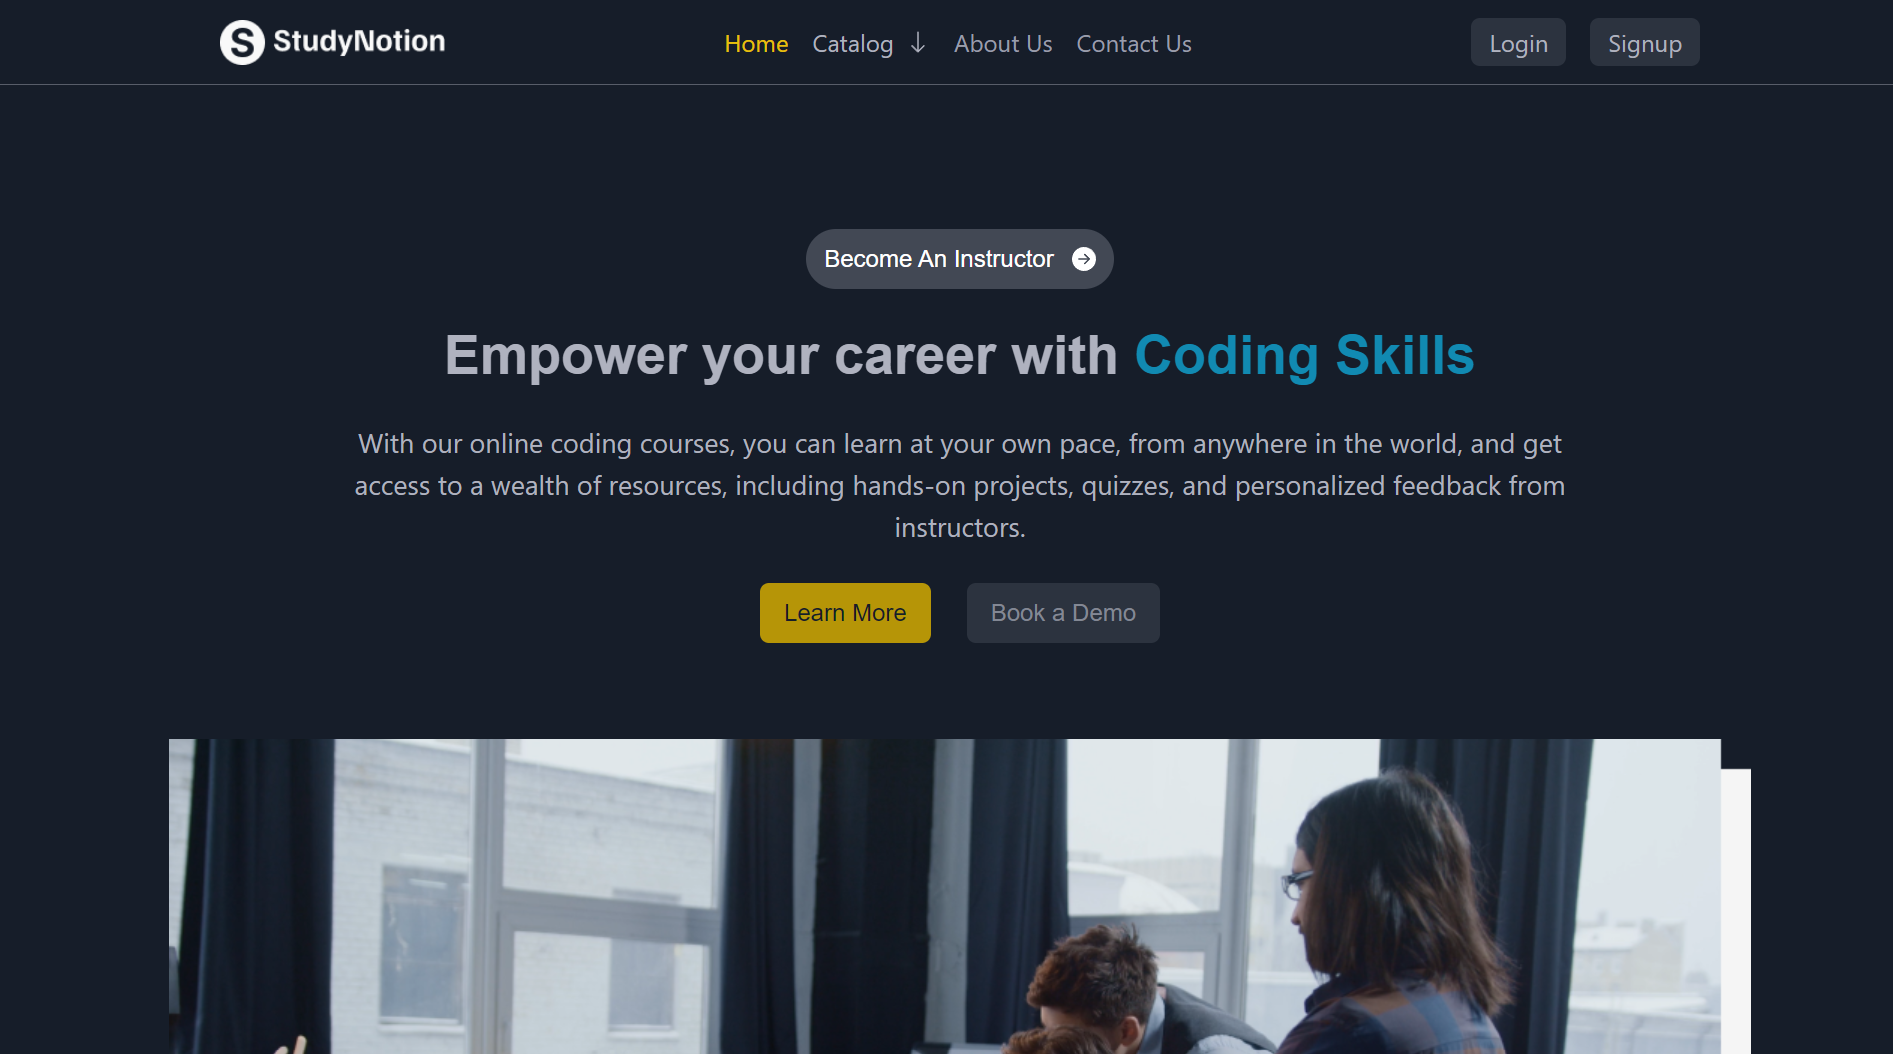 StudyNotion
Home Catalog About Us Contact Us
Login Signup
Become An Instructor
Empower your career with Coding Skills
With our online coding courses, you can learn at your own pace, from anywhere in the world, and get
access to a wealth of resources, including hands-on projects, quizzes, and personalized feedback from
instructors.
Learn More Book a Demo